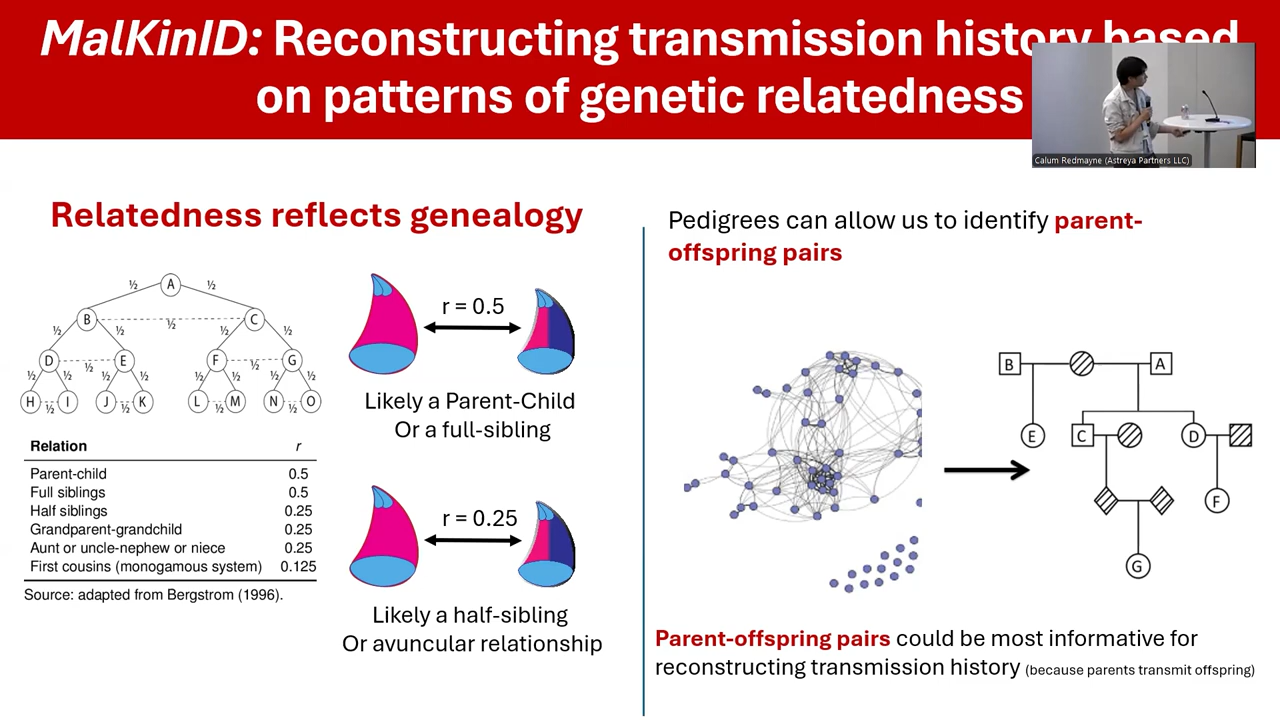 MalKinID: Reconstructing transmission history based
on patterns of genetic relatedness
Calum Redmayne (Astreya Partners LLC)
Relatedness reflects genealogy
½ A ½
B ½ C
½ ½ ½ ½
D ½ E F ½ G
½ ½ ½ ½ ½ ½ ½ ½
H ½ I J ½ K L ½ M N ½ O
Relation r
Parent-child 0.5
Full siblings 0.5
Half siblings 0.25
Grandparent-grandchild 0.25
Aunt or uncle-nephew or niece 0.25
First cousins (monogamous system) 0.125
Source: adapted from Bergstrom (1996).
r = 0.5
Likely a Parent-Child
Or a full-sibling
r = 0.25
Likely a half-sibling
Or avuncular relationship
Pedigrees can allow us to identify parent-
offspring pairs
B A
E C D
F
G
Parent-offspring pairs could be most informative for
reconstructing transmission history (because parents transmit offspring)